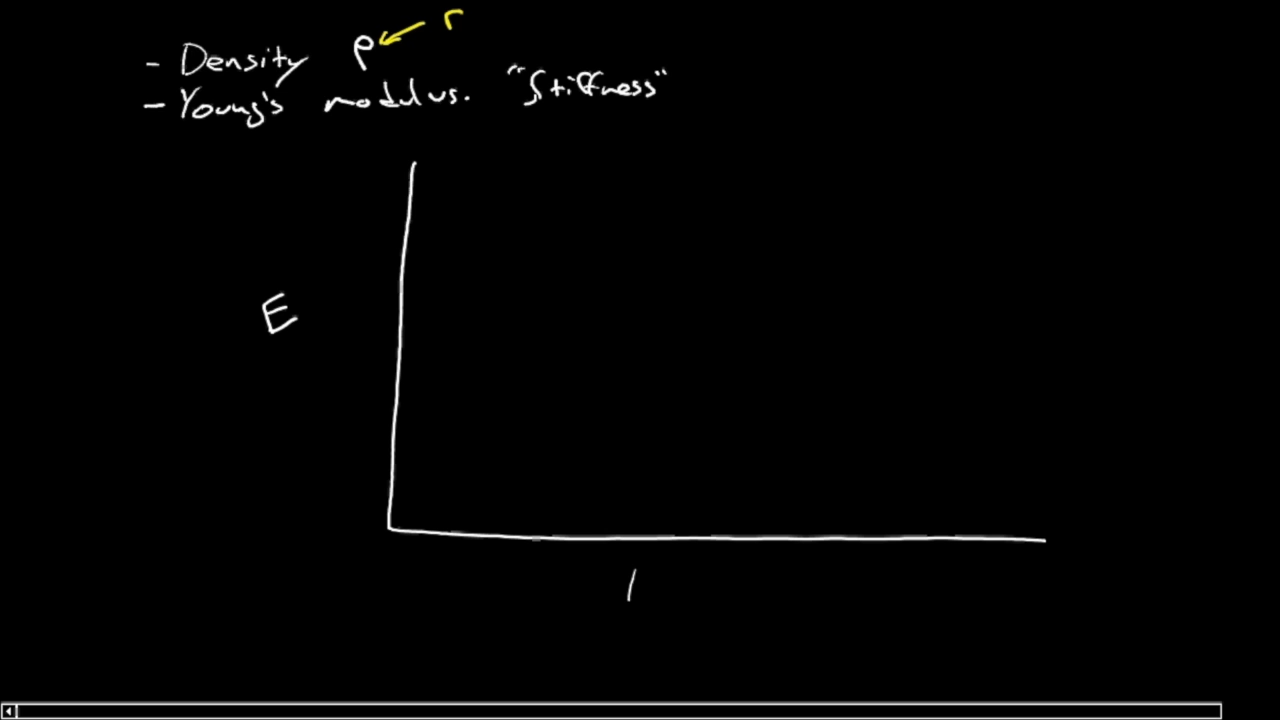 - Density ρ r
- Young's modulus. "Stiffness"
E